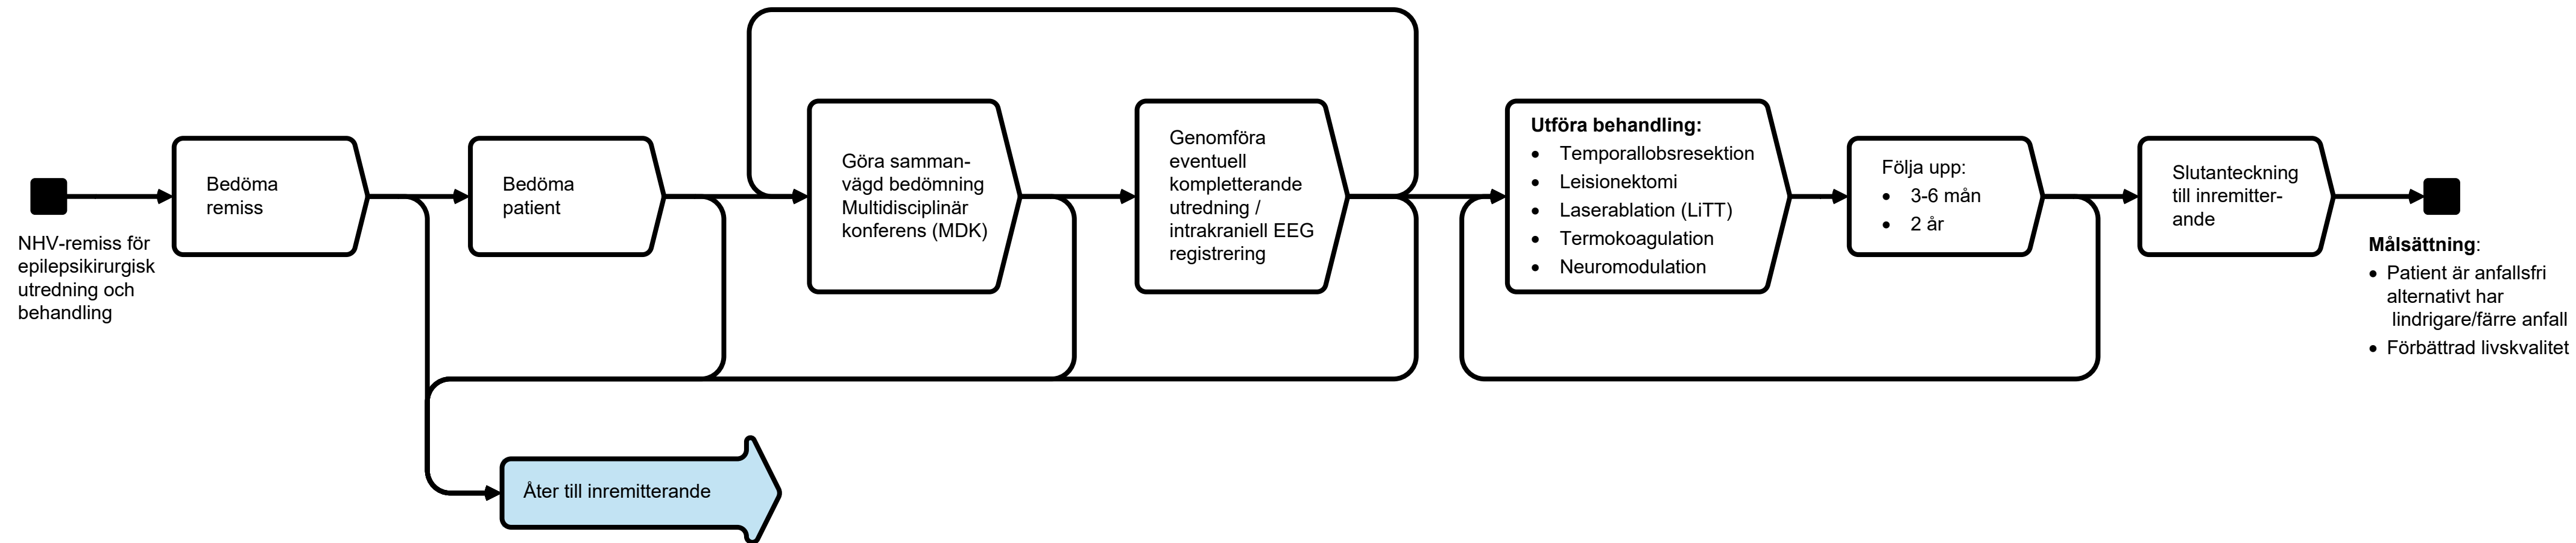 NHV-remiss för
epilepsikirurgisk
utredning och
behandling
Bedöma
remiss
Bedöma
patient
Göra samman-
vägd bedömning
Multidisciplinär
konferens (MDK)
Genomföra
eventuell
kompletterande
utredning /
intrakraniell EEG
registrering
Utföra behandling:
• Temporallobsresektion
• Leisionektomi
• Laserablation (LiTT)
• Termokoagulation
• Neuromodulation
Följa upp:
• 3-6 mån
• 2 år
Slutanteckning
till inremitter-
ande
Målsättning:
• Patient är anfallsfri
alternativt har
lindrigare/färre anfall
• Förbättrad livskvalitet
Åter till inremitterande